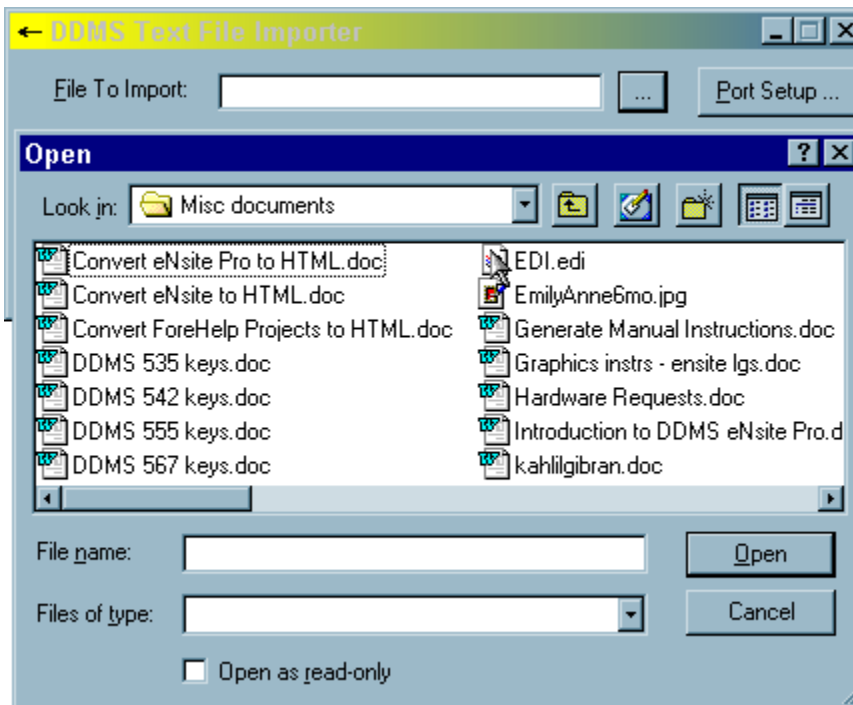 DDMS Text File Importer
File To Import:
...
Port Setup ...
Open
?
Look in:
Misc documents
Convert eNsite Pro to HTML.doc
Convert eNsite to HTML.doc
Convert ForeHelp Projects to HTML.doc
DDMS 535 keys.doc
DDMS 542 keys.doc
DDMS 555 keys.doc
DDMS 567 keys.doc
EDI.edi
EmilyAnne6mo.jpg
Generate Manual Instructions.doc
Graphics instrs - ensite lgs.doc
Hardware Requests.doc
Introduction to DDMS eNsite Pro.d
kahlilgibran.doc
File name:
Open
Files of type:
Cancel
Open as read-only